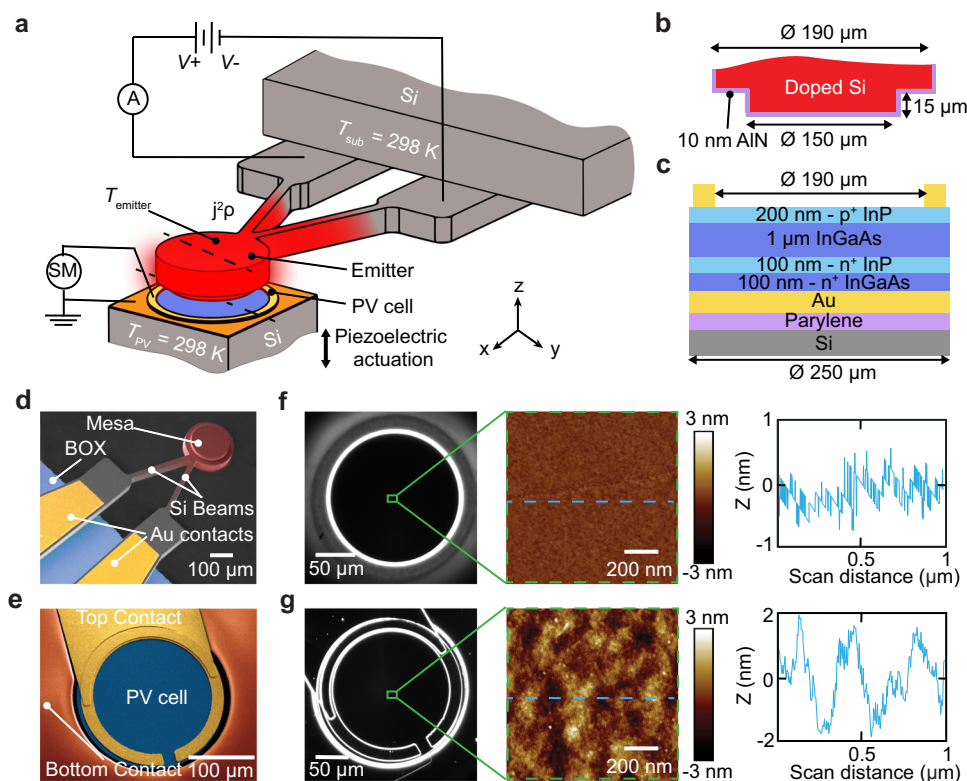 a
V+
V-
A
Si
T_sub = 298 K
T_emitter
j²ρ
SM
Emitter
PV cell
T_PV = 298 K
Si
Piezoelectric
actuation
z
x
y
b
Ø 190 µm
Doped Si
15 µm
10 nm AlN
Ø 150 µm
c
Ø 190 µm
200 nm - p⁺ InP
1 µm InGaAs
100 nm - n⁺ InP
100 nm - n⁺ InGaAs
Au
Parylene
Si
Ø 250 µm
d
Mesa
BOX
Si Beams
Au contacts
100 µm
e
Top Contact
PV cell
Bottom Contact
100 µm
f
50 µm
200 nm
3 nm
-3 nm
Z (nm)
1
0
-1
0.5
1
Scan distance (µm)
g
50 µm
200 nm
3 nm
-3 nm
Z (nm)
2
0
-2
0.5
1
Scan distance (µm)